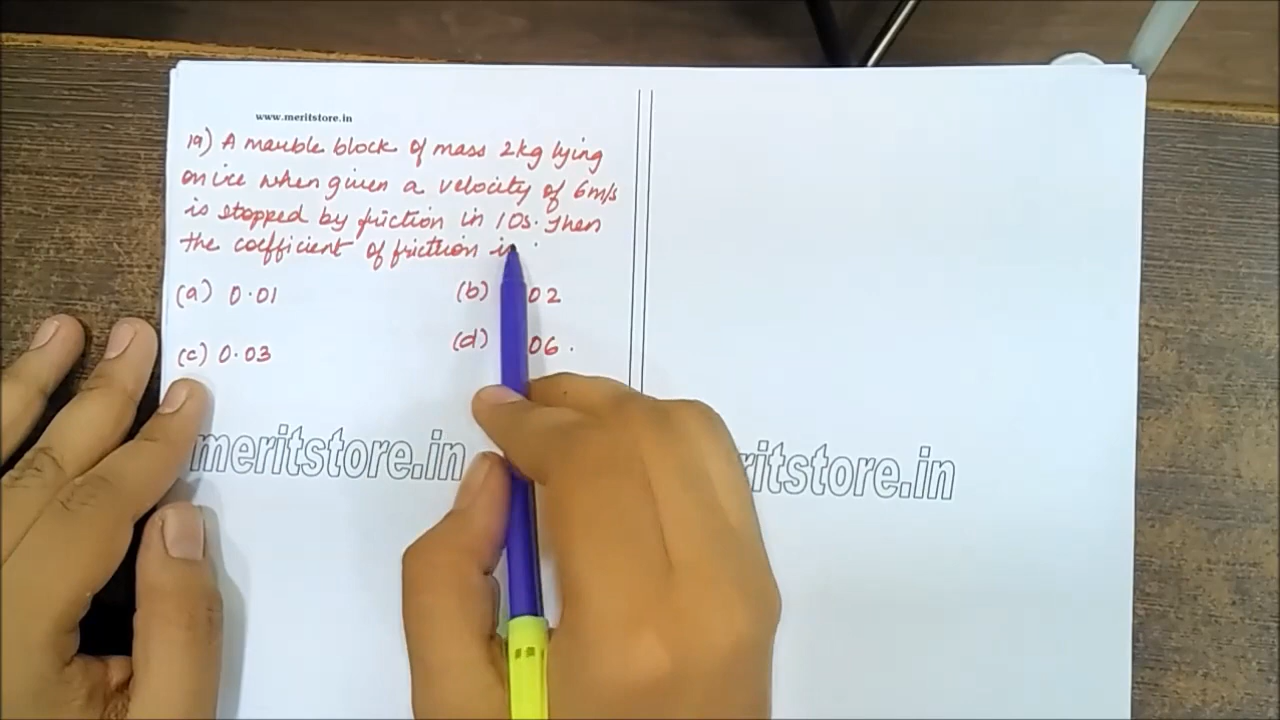 www.meritstore.in
19) A marble block of mass 2kg lying
on ice when given a velocity of 6m/s
is stopped by friction in 10s. Then
the coefficient of friction is
(a) 0.01 (b) 02
(c) 0.03 (d) 06.
meritstore.in ritstore.in